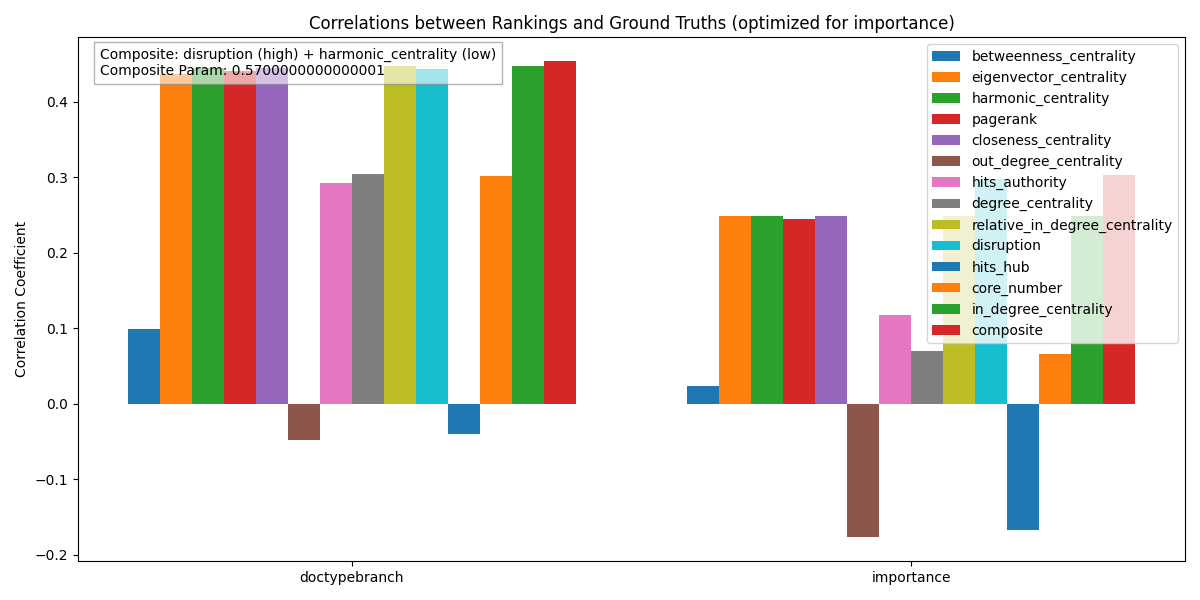 Correlations between Rankings and Ground Truths (optimized for importance)
Composite: disruption (high) + harmonic_centrality (low)
Composite Param: 0.5700000000000001
betweenness_centrality
eigenvector_centrality
harmonic_centrality
pagerank
closeness_centrality
out_degree_centrality
hits_authority
degree_centrality
relative_in_degree_centrality
disruption
hits_hub
core_number
in_degree_centrality
composite
Correlation Coefficient
0.4
0.3
0.2
0.1
0.0
−0.1
−0.2
doctypebranch
importance